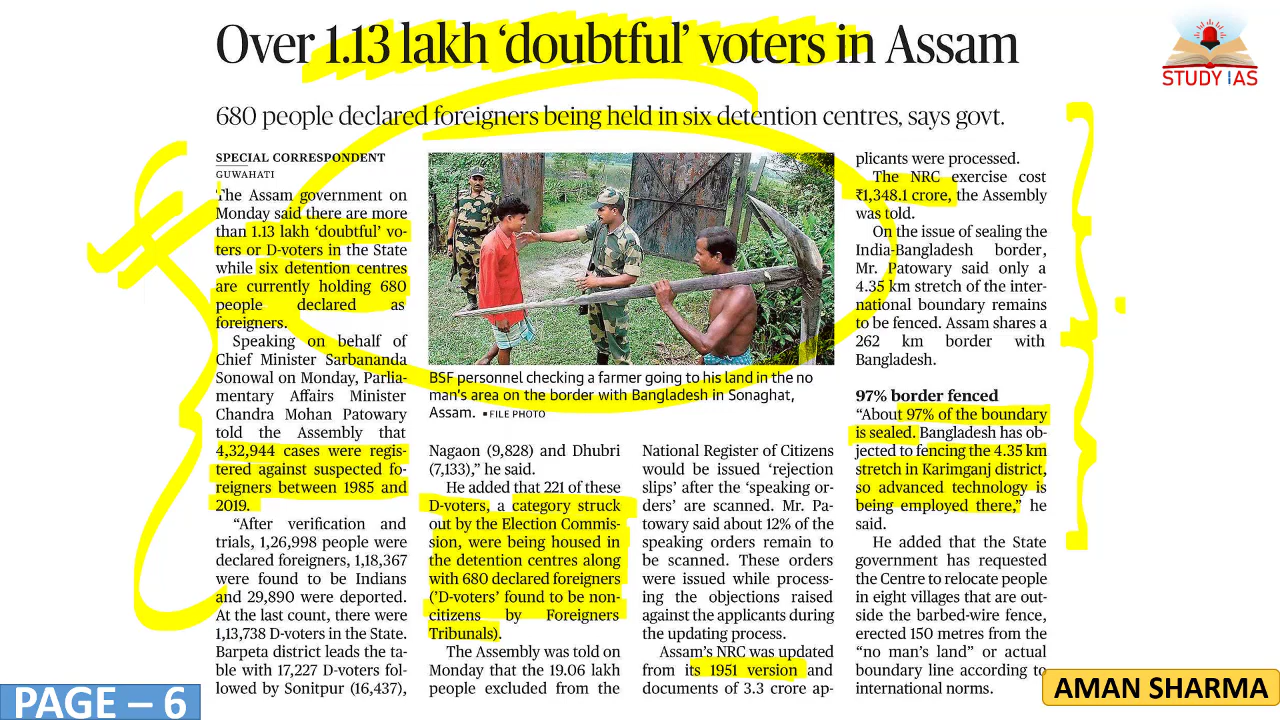 Over 1.13 lakh ‘doubtful’ voters in Assam
STUDY IAS
680 people declared foreigners being held in six detention centres, says govt.
SPECIAL CORRESPONDENT
GUWAHATI
The Assam government on
Monday said there are more
than 1.13 lakh ‘doubtful’ vo-
ters or D-voters in the State
while six detention centres
are currently holding 680
people declared as
foreigners.
Speaking on behalf of
Chief Minister Sarbananda
Sonowal on Monday, Parlia-
mentary Affairs Minister
Chandra Mohan Patowary
told the Assembly that
4,32,944 cases were regis-
tered against suspected fo-
reigners between 1985 and
2019.
“After verification and
trials, 1,26,998 people were
declared foreigners, 1,18,367
were found to be Indians
and 29,890 were deported.
At the last count, there were
1,13,738 D-voters in the State.
Barpeta district leads the ta-
ble with 17,227 D-voters fol-
lowed by Sonitpur (16,437),
BSF personnel checking a farmer going to his land in the no
man’s area on the border with Bangladesh in Sonaghat,
Assam. ▪FILE PHOTO
Nagaon (9,828) and Dhubri
(7,133),” he said.
He added that 221 of these
D-voters, a category struck
out by the Election Commis-
sion, were being housed in
the detention centres along
with 680 declared foreigners
(‘D-voters’ found to be non-
citizens by Foreigners
Tribunals).
The Assembly was told on
Monday that the 19.06 lakh
people excluded from the
National Register of Citizens
would be issued ‘rejection
slips’ after the ‘speaking or-
ders’ are scanned. Mr. Pa-
towary said about 12% of the
speaking orders remain to
be scanned. These orders
were issued while process-
ing the objections raised
against the applicants during
the updating process.
Assam’s NRC was updated
from its 1951 version and
documents of 3.3 crore ap-
plicants were processed.
The NRC exercise cost
₹1,348.1 crore, the Assembly
was told.
On the issue of sealing the
India-Bangladesh border,
Mr. Patowary said only a
4.35 km stretch of the inter-
national boundary remains
to be fenced. Assam shares a
262 km border with
Bangladesh.
97% border fenced
“About 97% of the boundary
is sealed. Bangladesh has ob-
jected to fencing the 4.35 km
stretch in Karimganj district,
so advanced technology is
being employed there,” he
said.
He added that the State
government has requested
the Centre to relocate people
in eight villages that are out-
side the barbed-wire fence,
erected 150 metres from the
“no man’s land” or actual
boundary line according to
international norms.
PAGE – 6
AMAN SHARMA